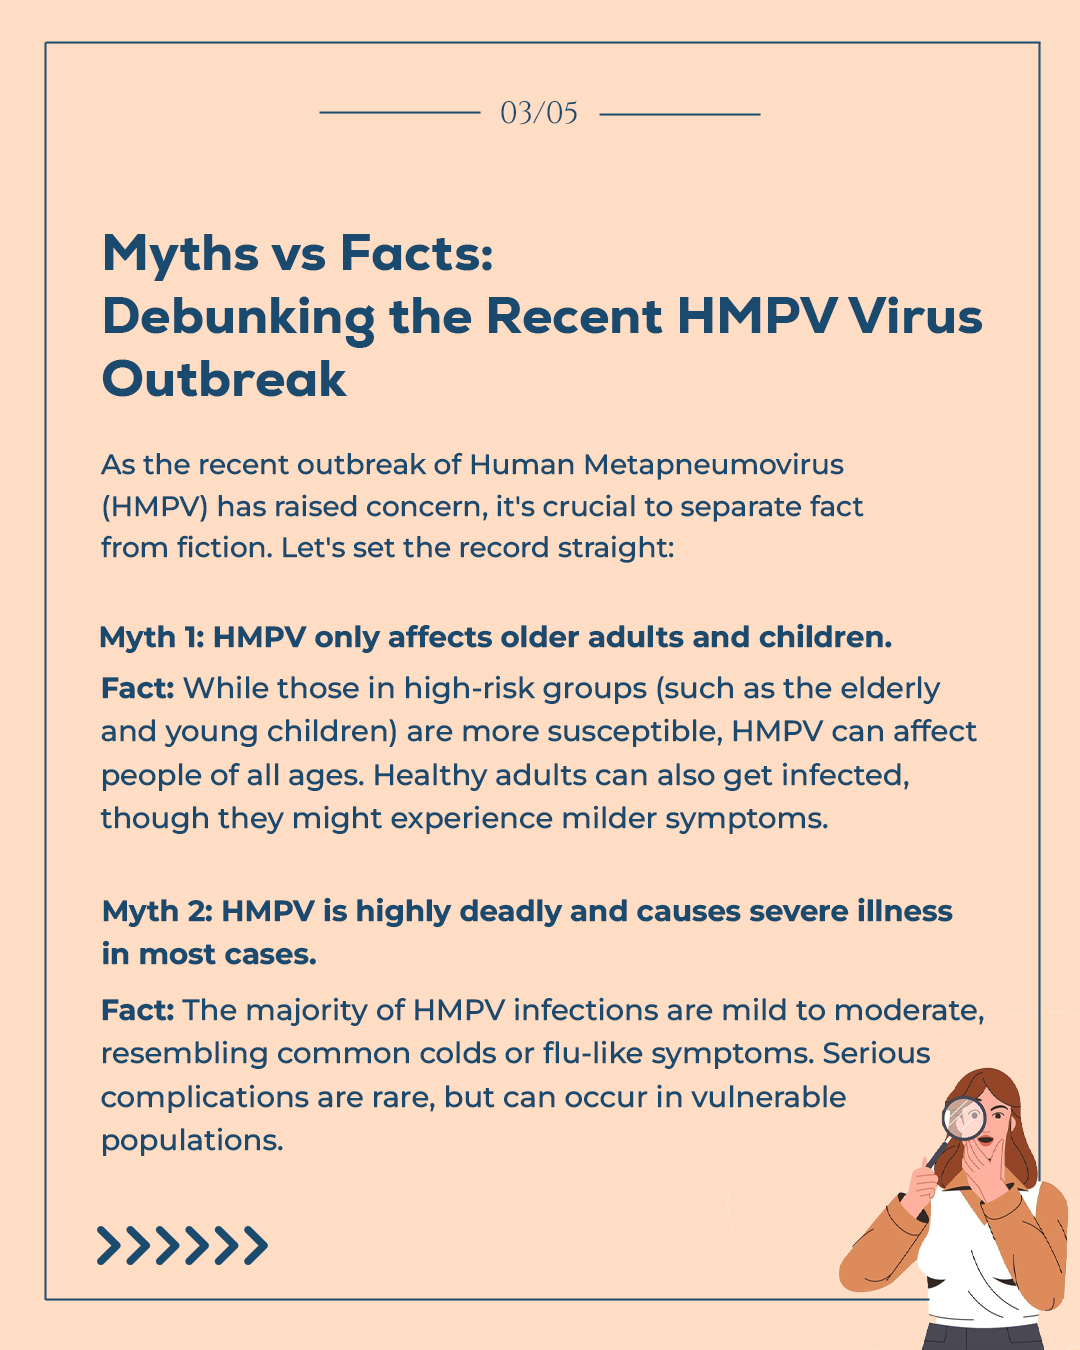 03/05
Myths vs Facts:
Debunking the Recent HMPV Virus
Outbreak
As the recent outbreak of Human Metapneumovirus
(HMPV) has raised concern, it's crucial to separate fact
from fiction. Let's set the record straight:
Myth 1: HMPV only affects older adults and children.
Fact: While those in high-risk groups (such as the elderly
and young children) are more susceptible, HMPV can affect
people of all ages. Healthy adults can also get infected,
though they might experience milder symptoms.
Myth 2: HMPV is highly deadly and causes severe illness
in most cases.
Fact: The majority of HMPV infections are mild to moderate,
resembling common colds or flu-like symptoms. Serious
complications are rare, but can occur in vulnerable
populations.